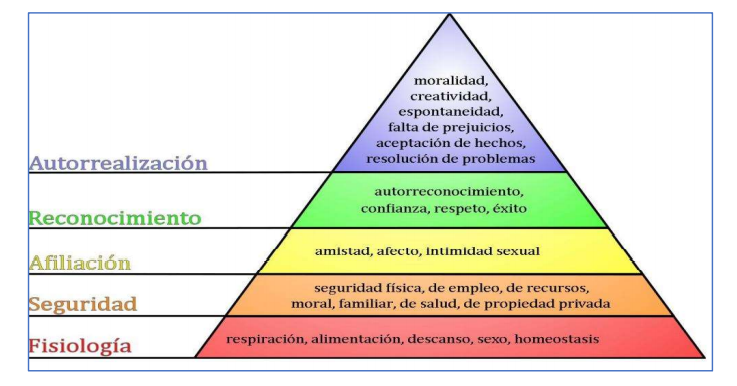 moralidad,
creatividad,
espontaneidad,
falta de prejuicios,
aceptación de hechos,
resolución de problemas
Autorrealización
autorreconocimiento,
confianza, respeto, éxito
Reconocimiento
amistad, afecto, intimidad sexual
Afiliación
seguridad física, de empleo, de recursos,
moral, familiar, de salud, de propiedad privada
Seguridad
respiración, alimentación, descanso, sexo, homeostasis
Fisiología